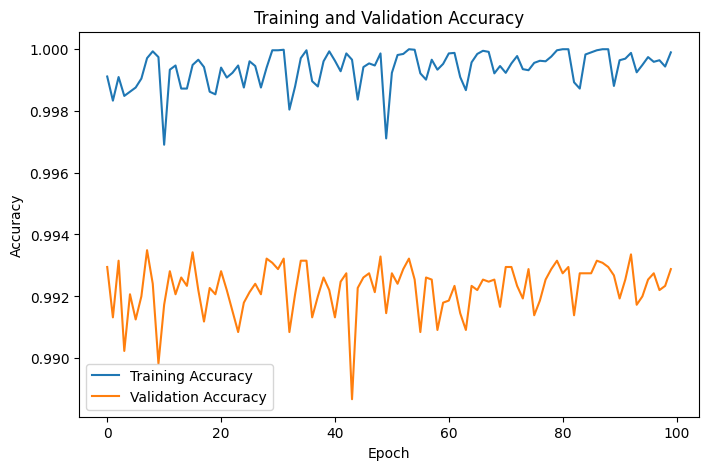 Training and Validation Accuracy
Accuracy
1.000
0.998
0.996
0.994
0.992
0.990
Training Accuracy
Validation Accuracy
0 20 40 60 80 100
Epoch